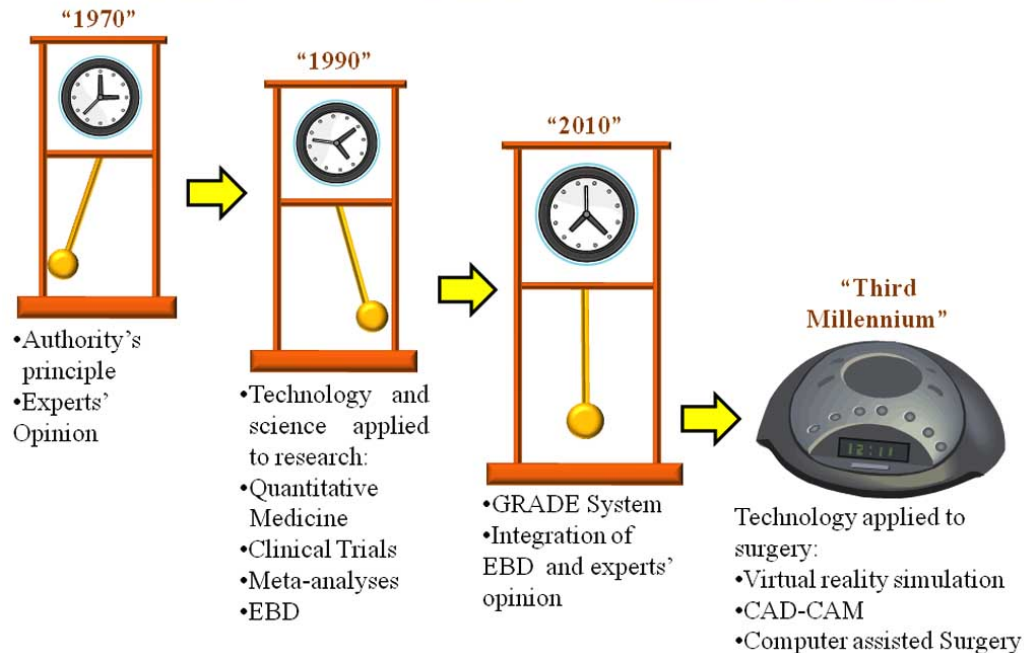 “1970”
•Authority’s
principle
•Experts’
Opinion
“1990”
•Technology and
science applied
to research:
•Quantitative
Medicine
•Clinical Trials
•Meta-analyses
•EBD
“2010”
•GRADE System
•Integration of
EBD and experts’
opinion
“Third
Millennium”
12:11
Technology applied to
surgery:
•Virtual reality simulation
•CAD-CAM
•Computer assisted Surgery